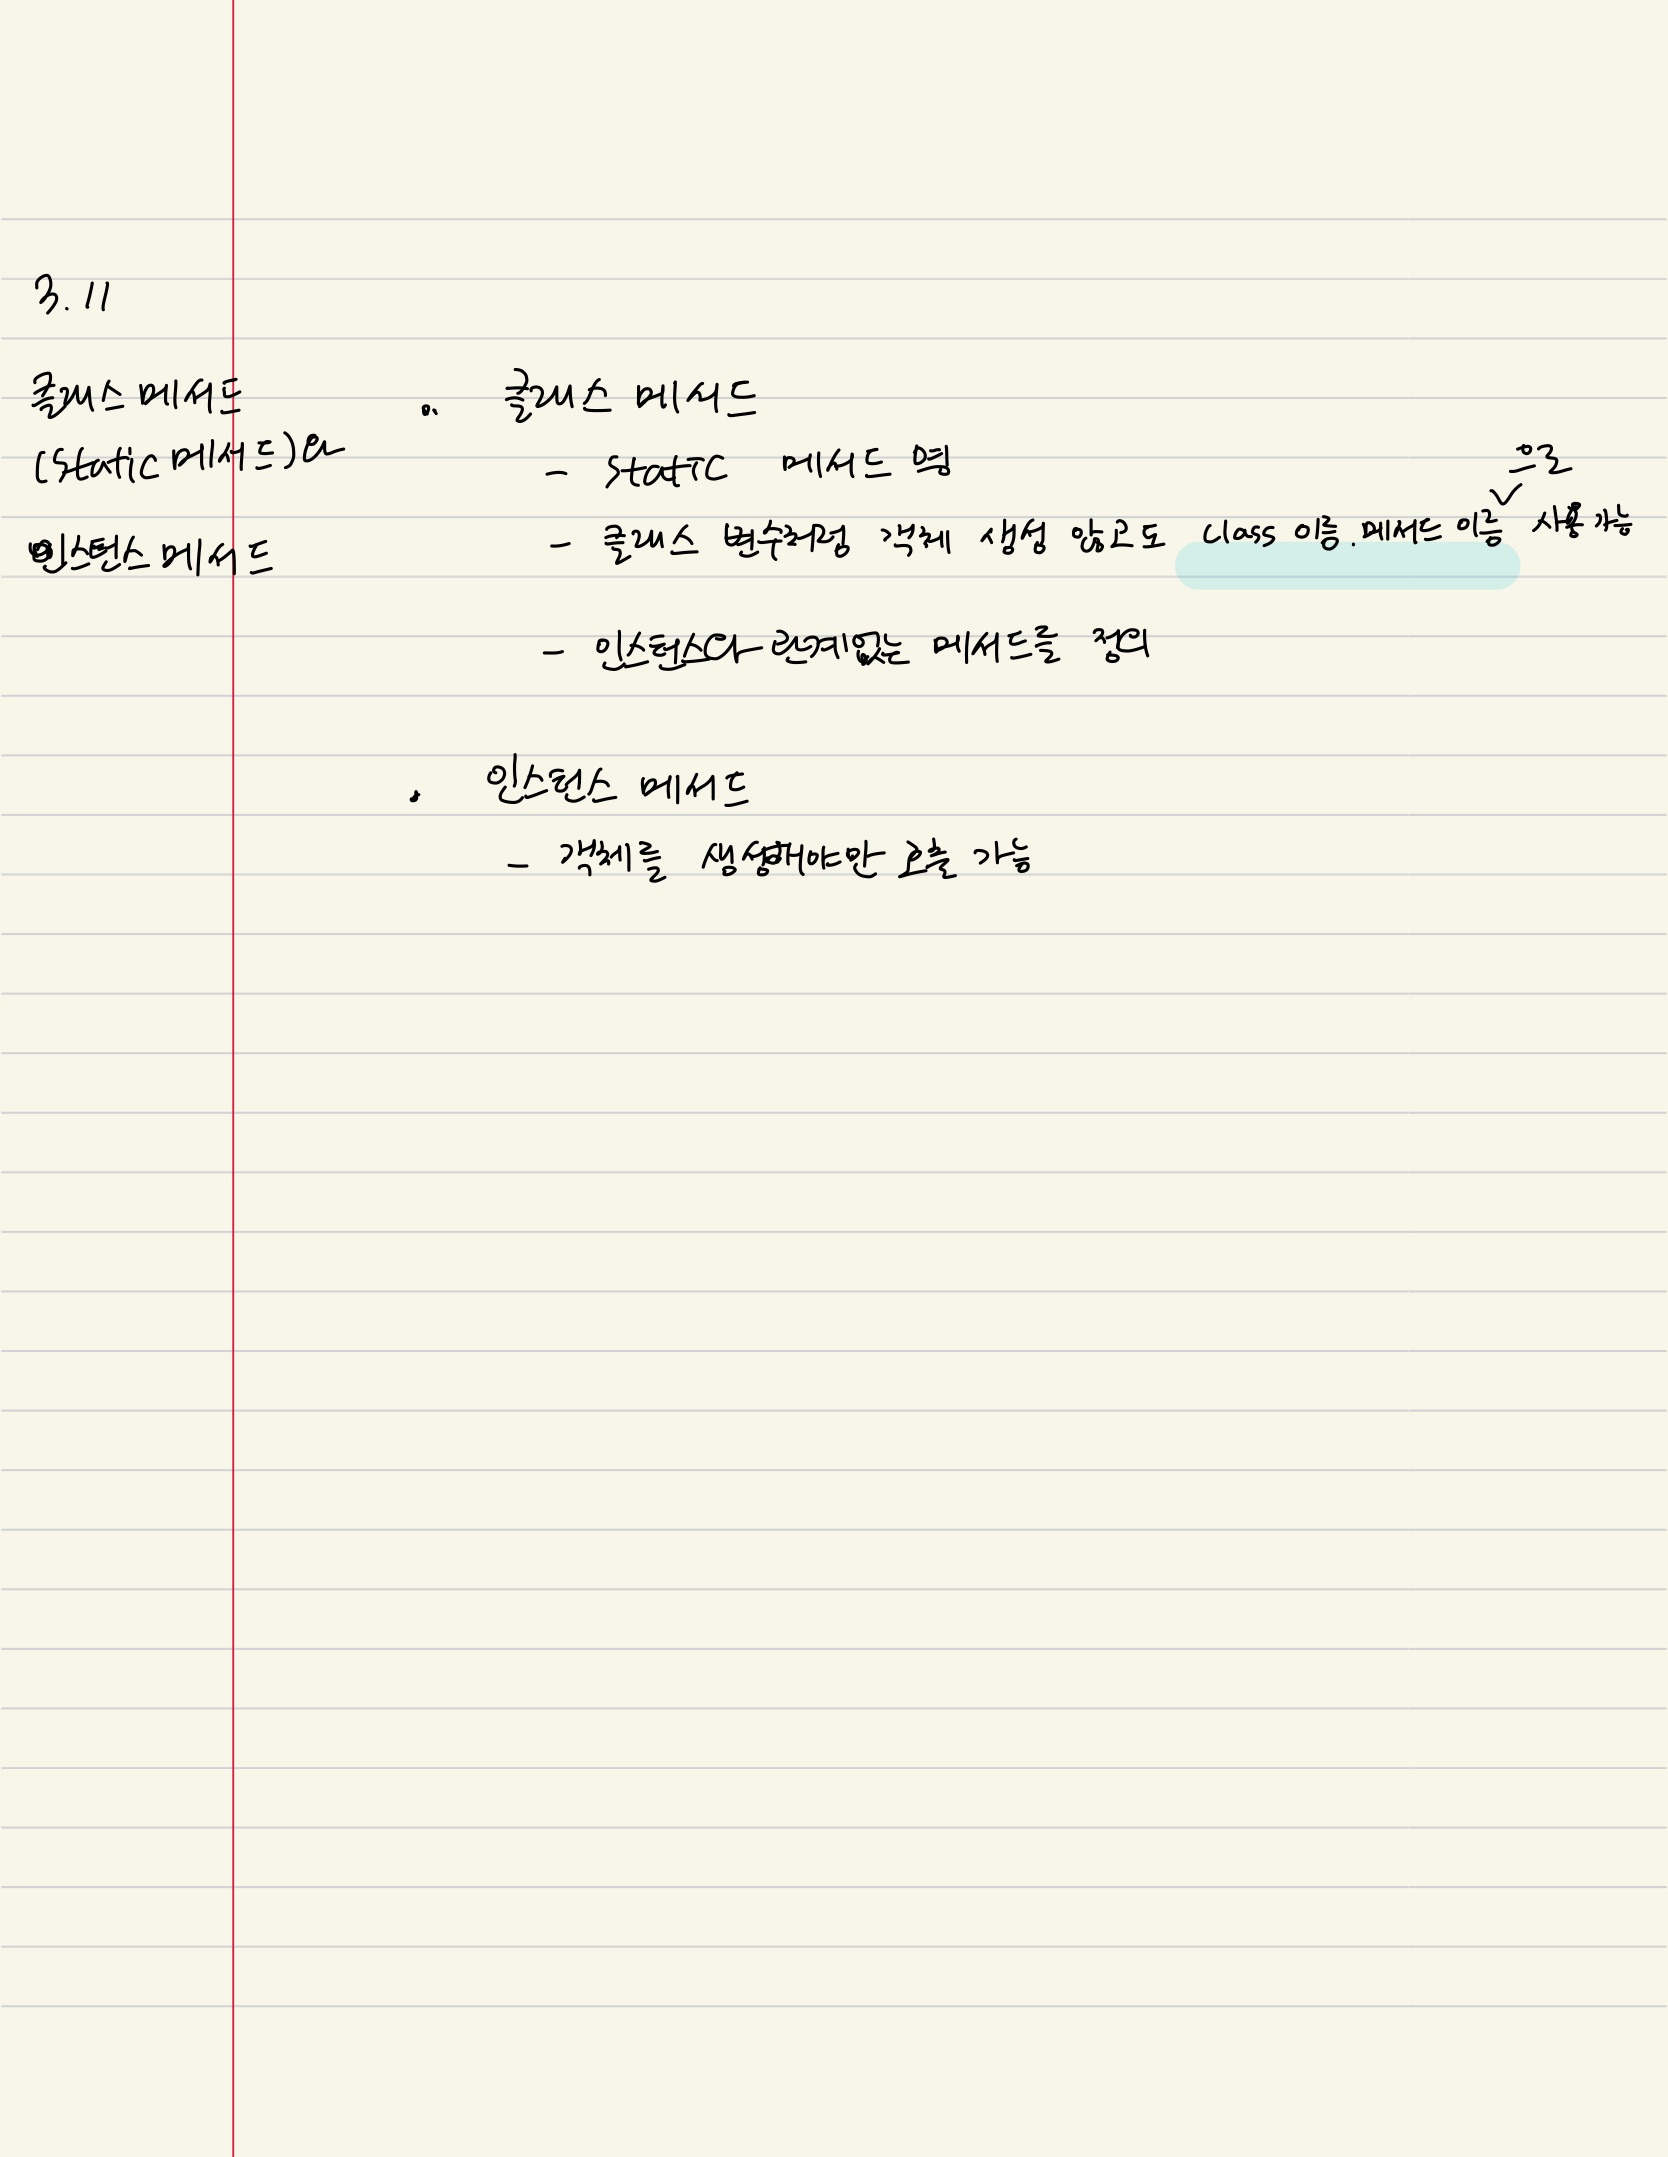 3.11
클래스 메서드
(static 메서드)와
인스턴스 메서드
• 클래스 메서드
- static 메서드 명
- 클래스 변수처럼 객체 생성 않고도 class 이름.메서드 이름으로 사용 가능
- 인스턴스와 관계없는 메서드를 정의
• 인스턴스 메서드
- 객체를 생성해야만 호출 가능